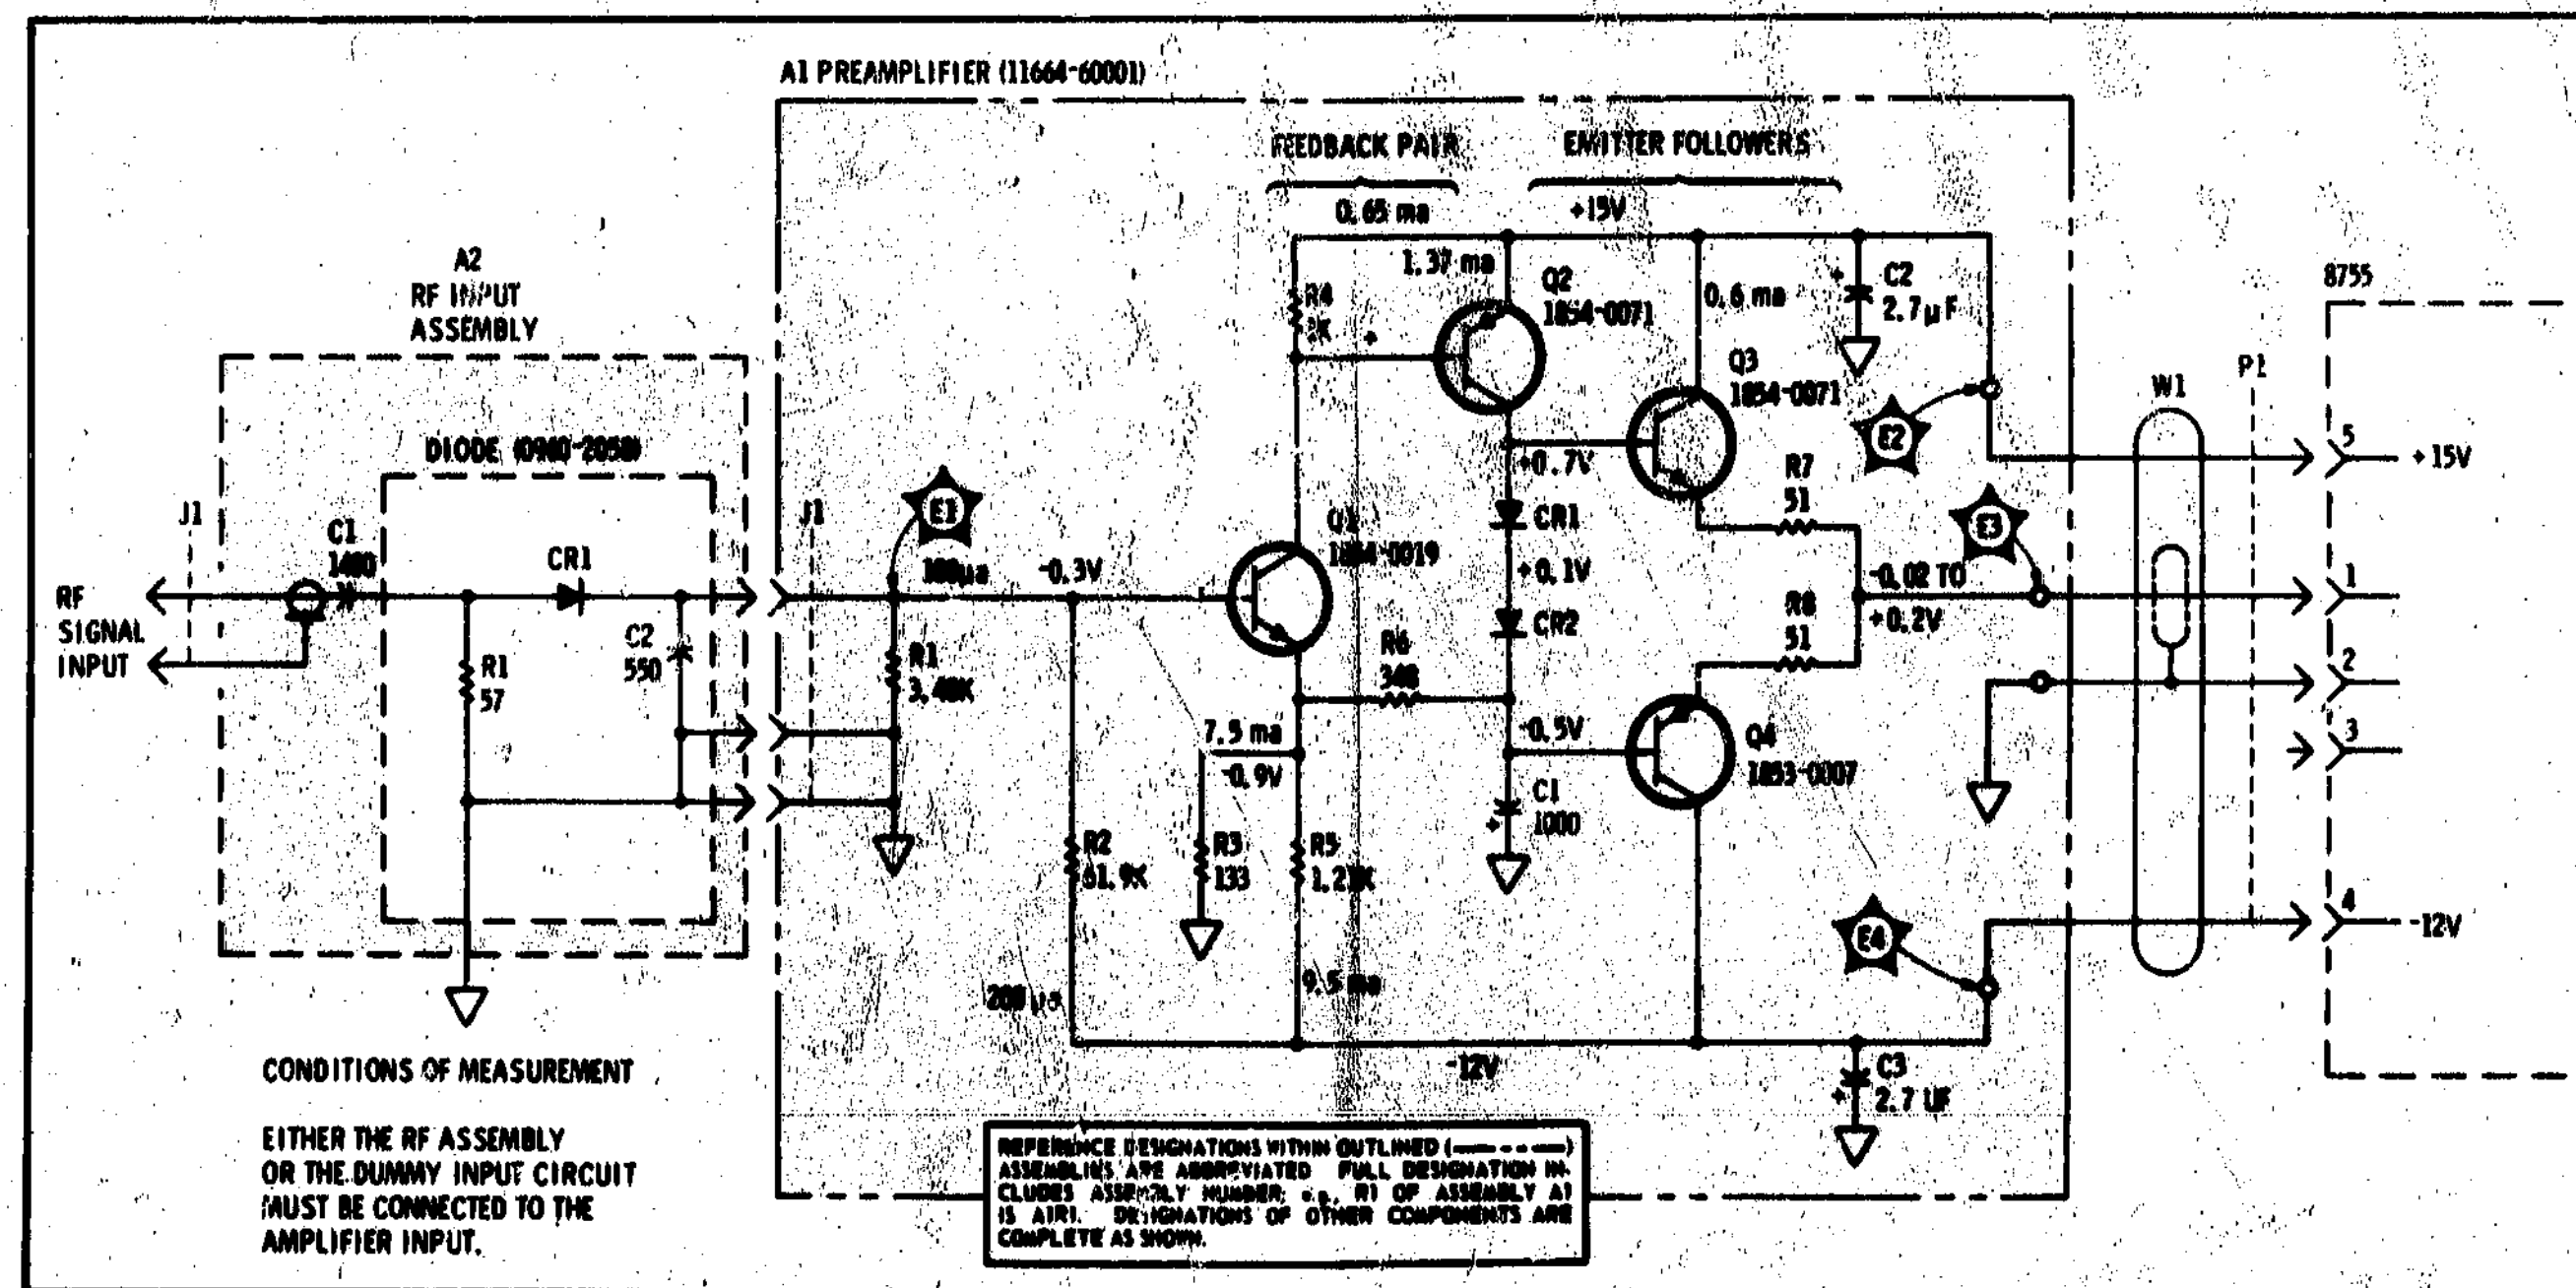 A1 PREAMPLIFIER (11664-60001)
FEEDBACK PAIR
EMITTER FOLLOWERS
0.65 ma
+15V
A2
RF INPUT
ASSEMBLY
1.37 ma
Q2
1854-0071
0.6 ma
C2
2.7µF
8755
R4
Q3
1854-0071
E2
W1
P1
5
+15V
DIODE
+0.7V
R7
51
J1
C1
CR1
J1
E1
-0.3V
Q1
CR1
+0.1V
E3
-0.02 TO
+0.2V
1
RF
SIGNAL
INPUT
R1
57
C2
550
R1
R6
CR2
R8
51
2
7.5 ma
-0.9V
-0.5V
Q4
1853-0007
3
R2
61.9K
R3
133
R5
C1
1000
E4
4
-12V
9.5 ma
-12V
C3
2.7 UF
CONDITIONS OF MEASUREMENT
EITHER THE RF ASSEMBLY
OR THE DUMMY INPUT CIRCUIT
MUST BE CONNECTED TO THE
AMPLIFIER INPUT.
REFERENCE DESIGNATIONS WITHIN OUTLINED (-----)
ASSEMBLIES ARE ABBREVIATED FULL DESIGNATION IN-
CLUDES ASSEMBLY NUMBER; e.g., R1 OF ASSEMBLY A1
IS A1R1. DESIGNATIONS OF OTHER COMPONENTS ARE
COMPLETE AS SHOWN.